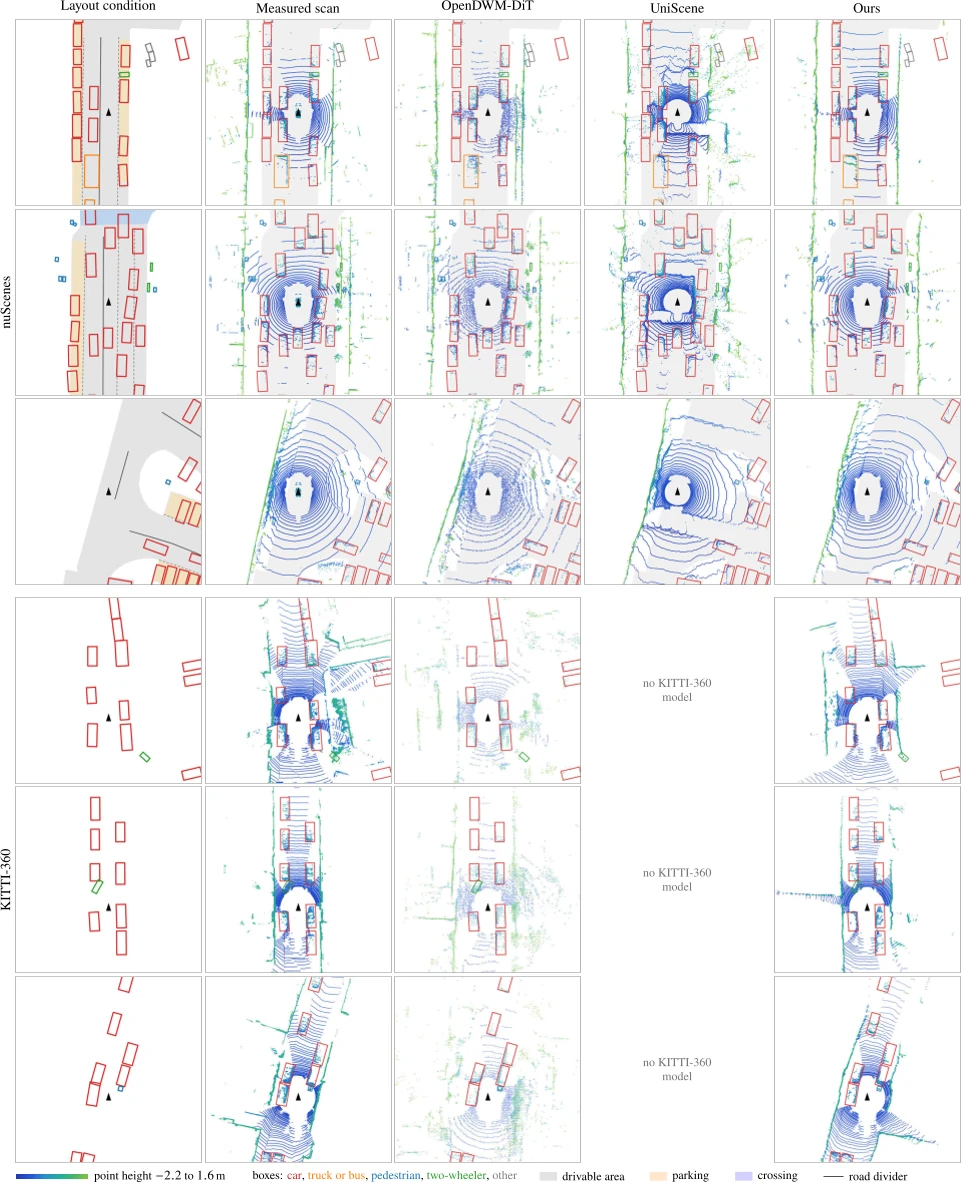 Layout condition Measured scan OpenDWM-DiT UniScene Ours
nuScenes
no KITTI-360
model
KITTI-360
no KITTI-360
model
no KITTI-360
model
point height −2.2 to 1.6 m boxes: car, truck or bus, pedestrian, two-wheeler, other drivable area parking crossing road divider